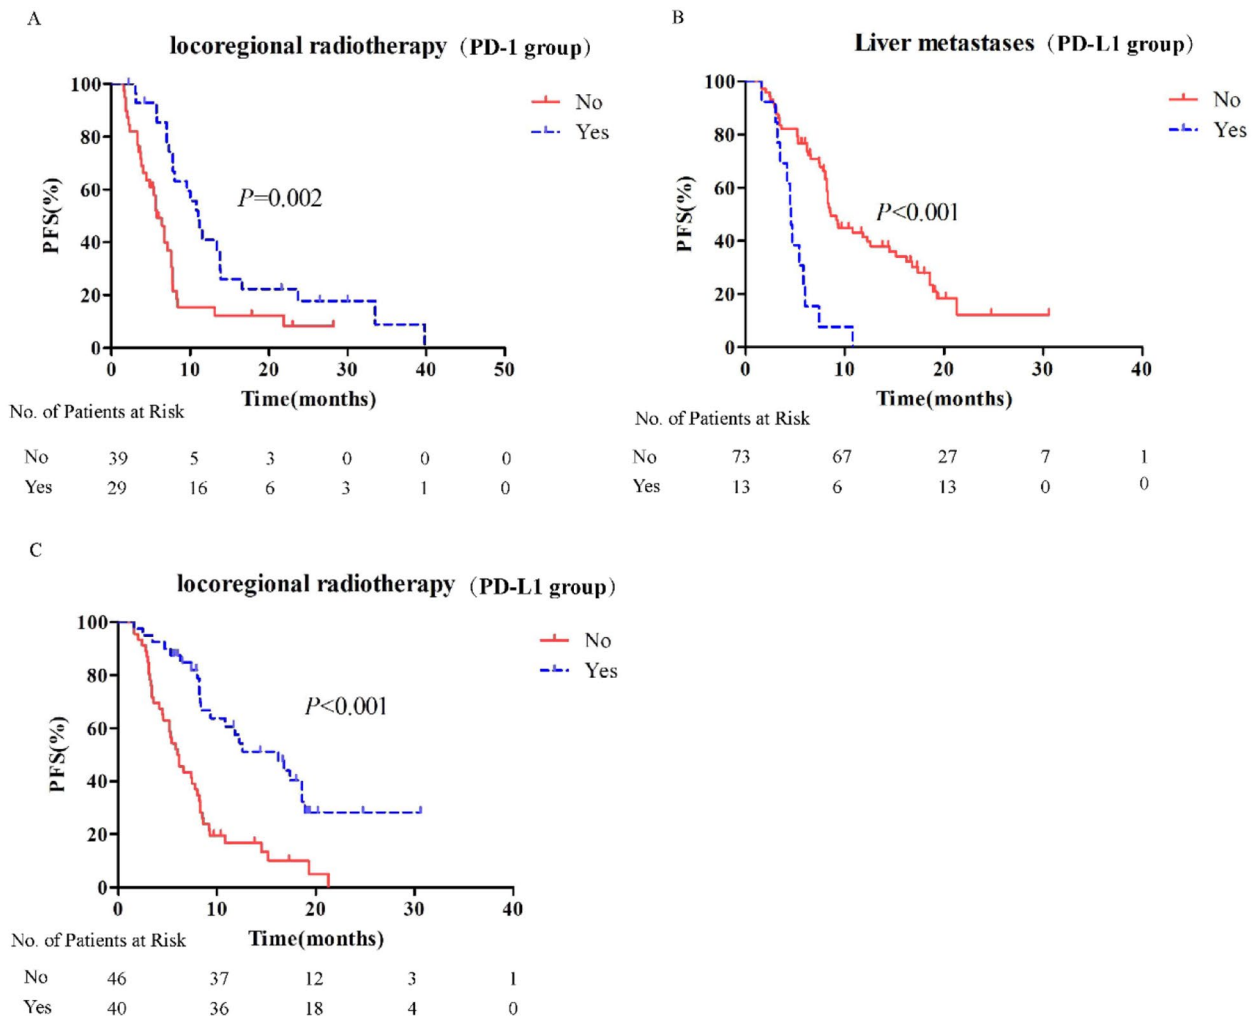 A
locoregional radiotherapy (PD-1 group)
100
80
60
40
20
0
PFS(%)
No
Yes
P=0.002
0 10 20 30 40 50
Time(months)
No. of Patients at Risk
No 39 5 3 0 0 0
Yes 29 16 6 3 1 0
B
Liver metastases (PD-L1 group)
100
80
60
40
20
0
PFS(%)
No
Yes
P<0.001
0 10 20 30 40
Time(months)
No. of Patients at Risk
No 73 67 27 7 1
Yes 13 6 13 0 0
C
locoregional radiotherapy (PD-L1 group)
100
80
60
40
20
0
PFS(%)
No
Yes
P<0.001
0 10 20 30 40
Time(months)
No. of Patients at Risk
No 46 37 12 3 1
Yes 40 36 18 4 0